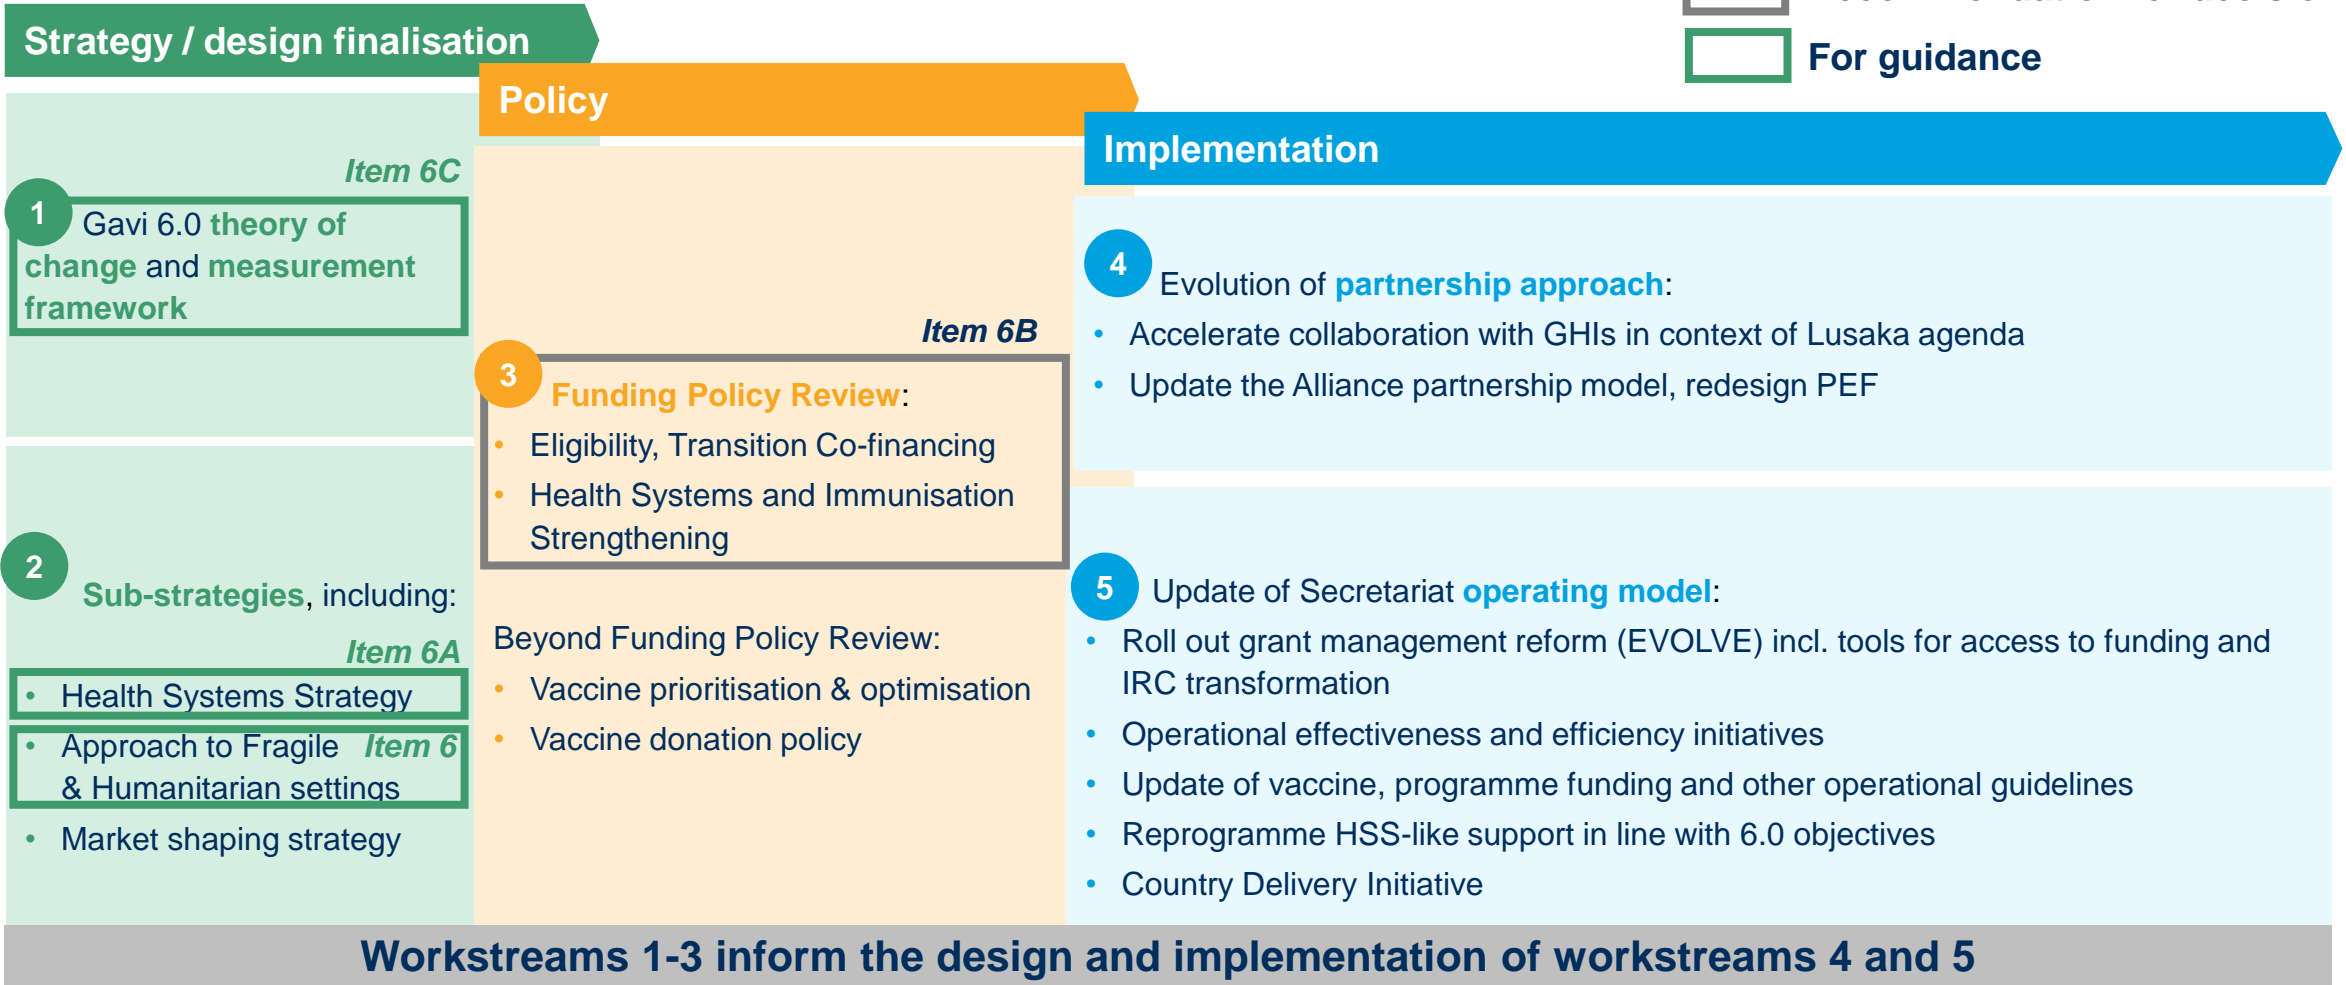 Strategy / design finalisation
For guidance
Policy
Implementation
Item 6C
1
Gavi 6.0 theory of
change and measurement
framework
2
Sub-strategies, including:
Item 6A
• Health Systems Strategy
• Approach to Fragile Item 6
& Humanitarian settings
• Market shaping strategy
Item 6B
3
Funding Policy Review:
• Eligibility, Transition Co-financing
• Health Systems and Immunisation
Strengthening
Beyond Funding Policy Review:
• Vaccine prioritisation & optimisation
• Vaccine donation policy
4
Evolution of partnership approach:
• Accelerate collaboration with GHIs in context of Lusaka agenda
• Update the Alliance partnership model, redesign PEF
5
Update of Secretariat operating model:
• Roll out grant management reform (EVOLVE) incl. tools for access to funding and
IRC transformation
• Operational effectiveness and efficiency initiatives
• Update of vaccine, programme funding and other operational guidelines
• Reprogramme HSS-like support in line with 6.0 objectives
• Country Delivery Initiative
Workstreams 1-3 inform the design and implementation of workstreams 4 and 5